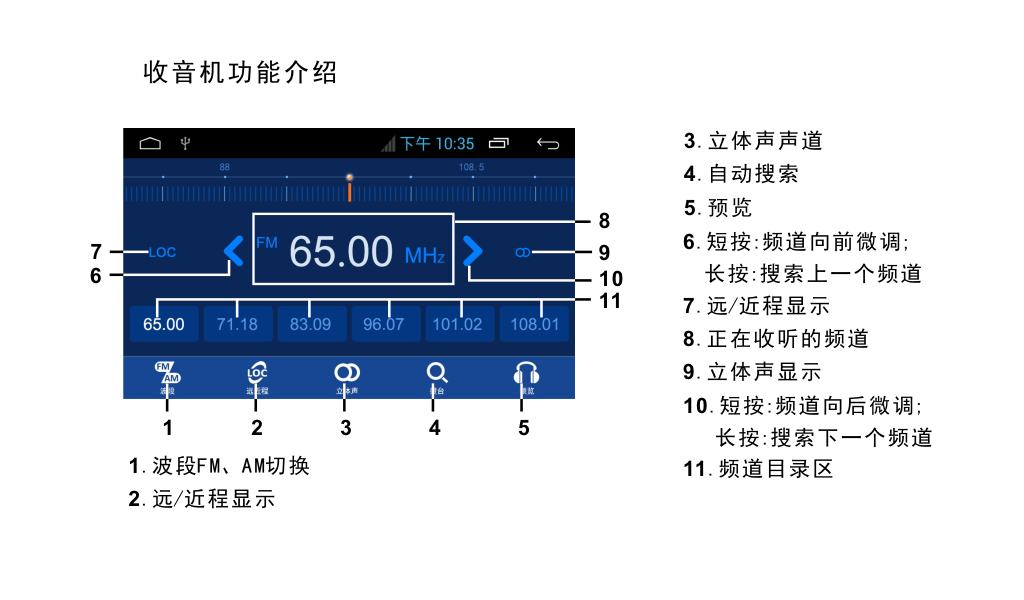 收音机功能介绍
下午 10:35
88
108.5
8
7
LOC
FM 65.00 MHz
9
6
10
11
65.00 71.18 83.09 96.07 101.02 108.01
FM
AM
LOC
波段 远近程 立体声
1 2 3 4 5
1.波段FM、AM切换
2.远/近程显示
3.立体声声道
4.自动搜索
5.预览
6.短按:频道向前微调;
长按:搜索上一个频道
7.远/近程显示
8.正在收听的频道
9.立体声显示
10.短按:频道向后微调;
长按:搜索下一个频道
11.频道目录区